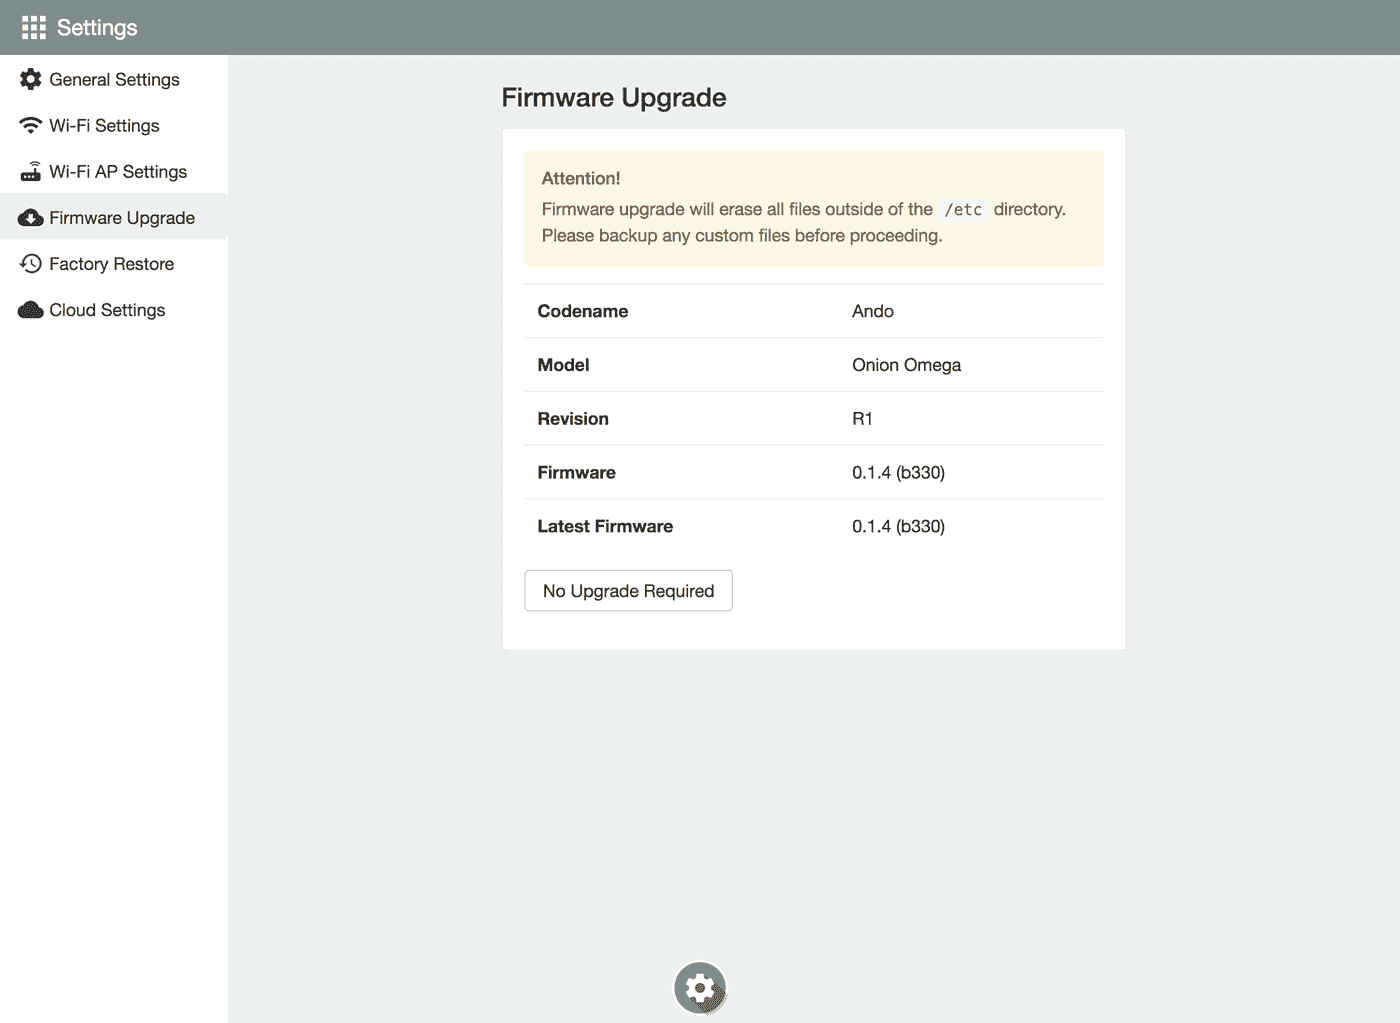 Settings
General Settings
Wi-Fi Settings
Wi-Fi AP Settings
Firmware Upgrade
Factory Restore
Cloud Settings
Firmware Upgrade
Attention!
Firmware upgrade will erase all files outside of the /etc directory.
Please backup any custom files before proceeding.
Codename Ando
Model Onion Omega
Revision R1
Firmware 0.1.4 (b330)
Latest Firmware 0.1.4 (b330)
No Upgrade Required